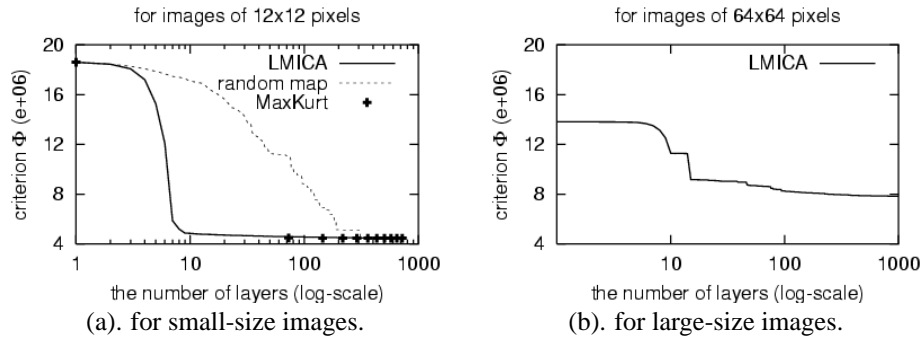 for images of 12x12 pixels
criterion Φ (e+06)
20
16
12
8
4
LMICA
random map
MaxKurt
1
10
100
1000
the number of layers (log-scale)
(a). for small-size images.
for images of 64x64 pixels
criterion Φ (e+06)
20
16
12
8
4
LMICA
10
100
1000
the number of layers (log-scale)
(b). for large-size images.